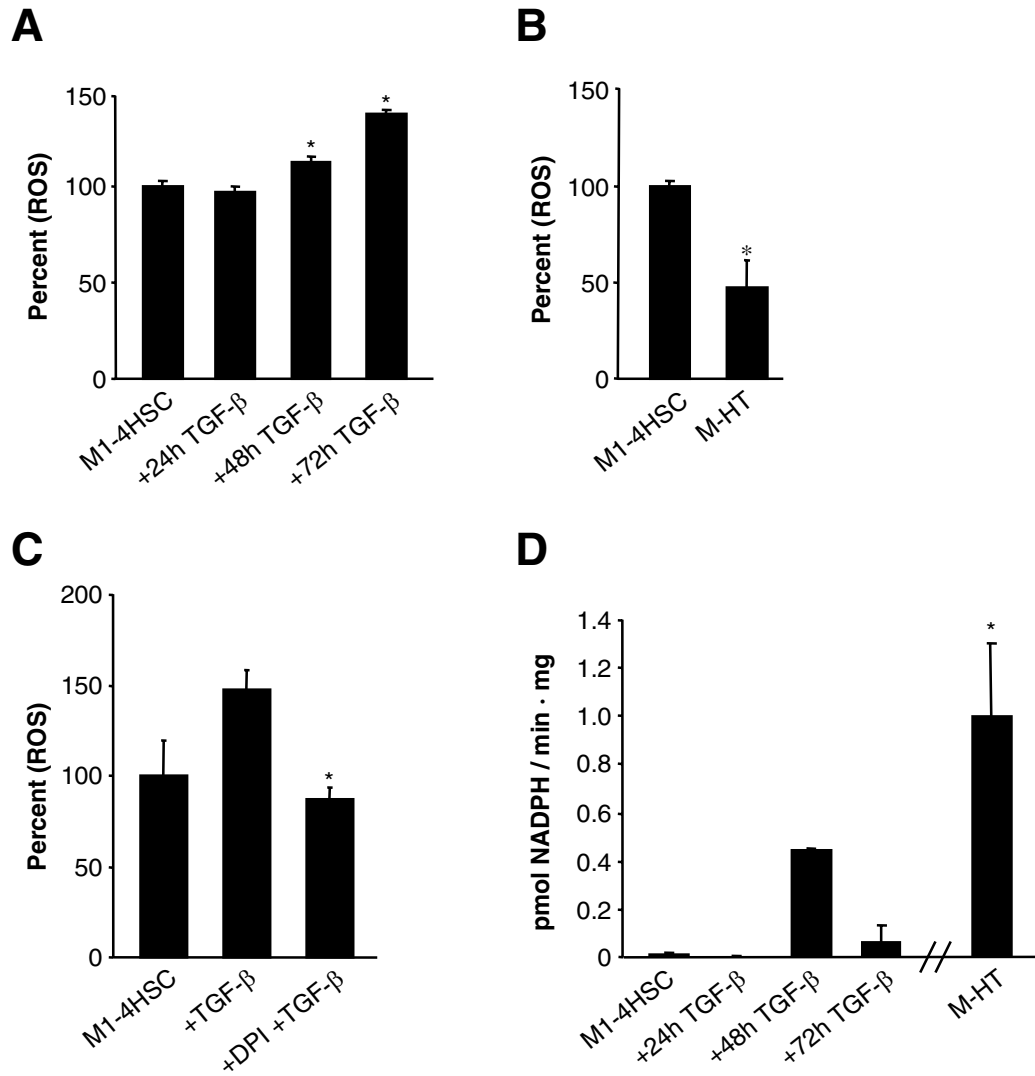 A
Percent (ROS)
150
100
50
0
*
*
M1-4HSC
+24h TGF-β
+48h TGF-β
+72h TGF-β
B
Percent (ROS)
150
100
50
0
*
M1-4HSC
M-HT
C
Percent (ROS)
200
150
100
50
0
*
M1-4HSC
+TGF-β
+DPI +TGF-β
D
pmol NADPH / min · mg
1.4
1.2
1.0
0.8
0.6
0.4
0.2
0
*
M1-4HSC
+24h TGF-β
+48h TGF-β
+72h TGF-β
//
M-HT